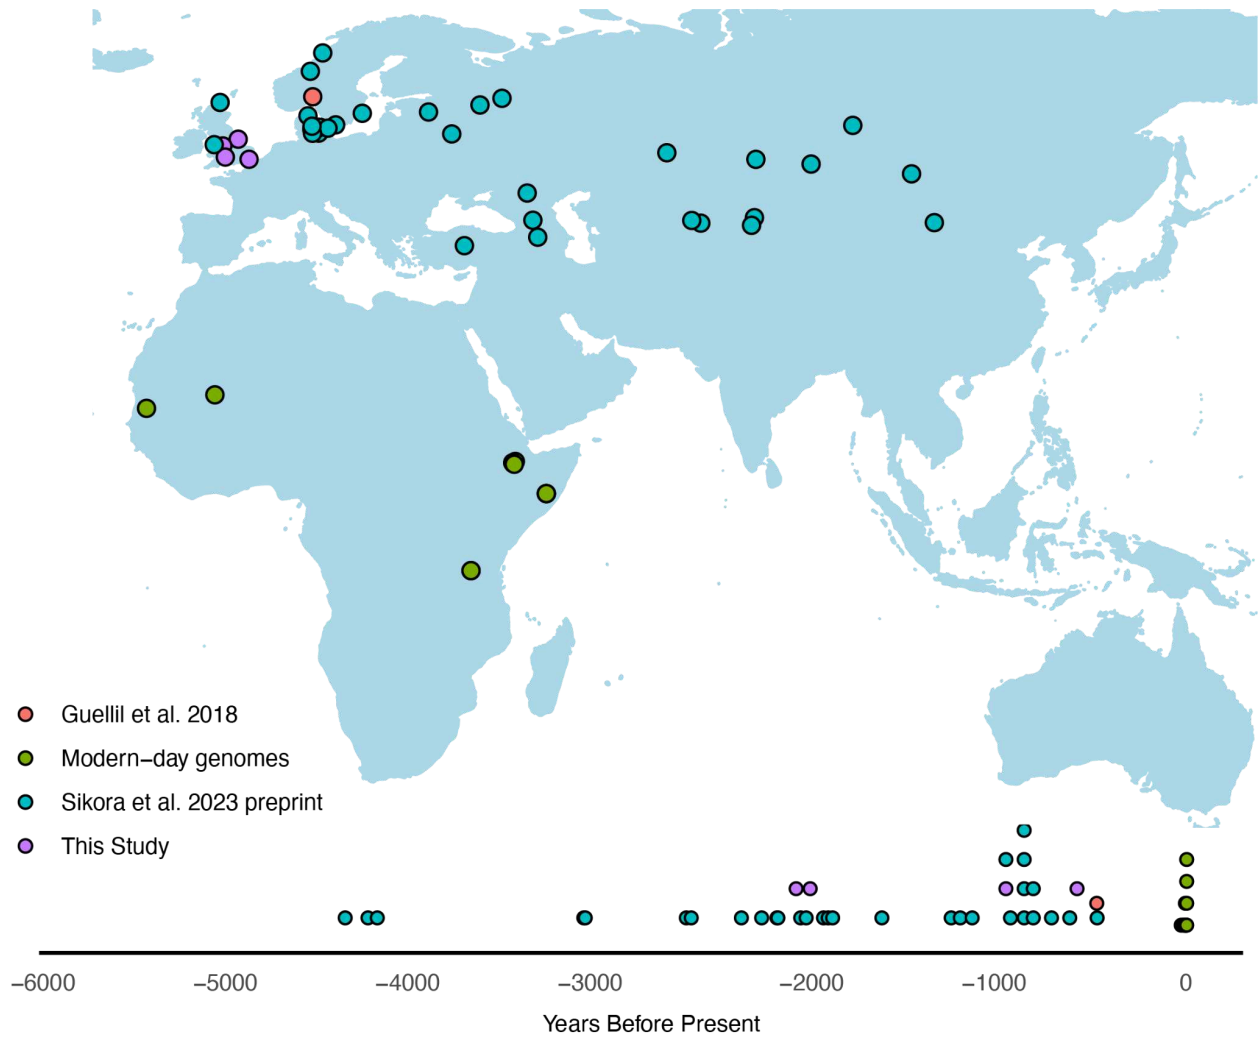 Guellil et al. 2018
Modern−day genomes
Sikora et al. 2023 preprint
This Study
−6000 −5000 −4000 −3000 −2000 −1000 0
Years Before Present